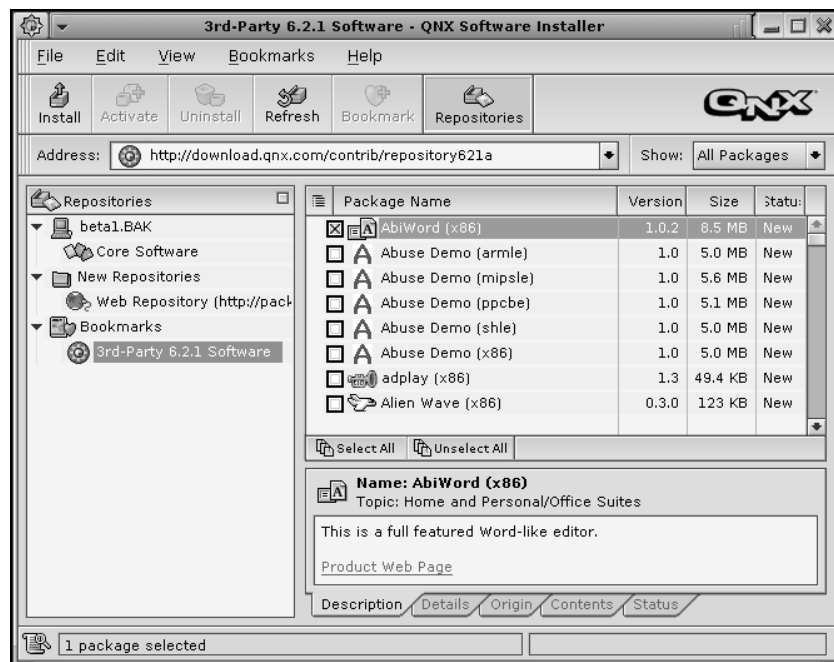 3rd-Party 6.2.1 Software - QNX Software Installer
File Edit View Bookmarks Help
Install Activate Uninstall Refresh Bookmark Repositories
QNX
Address: http://download.qnx.com/contrib/repository621a Show: All Packages
Repositories
beta1.BAK
Core Software
New Repositories
Web Repository (http://pack
Bookmarks
3rd-Party 6.2.1 Software
Package Name Version Size Statu
AbiWord (x86) 1.0.2 8.5 MB New
Abuse Demo (armle) 1.0 5.0 MB New
Abuse Demo (mipsle) 1.0 5.6 MB New
Abuse Demo (ppcbe) 1.0 5.1 MB New
Abuse Demo (shle) 1.0 5.0 MB New
Abuse Demo (x86) 1.0 5.0 MB New
adplay (x86) 1.3 49.4 KB New
Alien Wave (x86) 0.3.0 123 KB New
Select All Unselect All
Name: AbiWord (x86)
Topic: Home and Personal/Office Suites
This is a full featured Word-like editor.
Product Web Page
Description Details Origin Contents Status
1 package selected